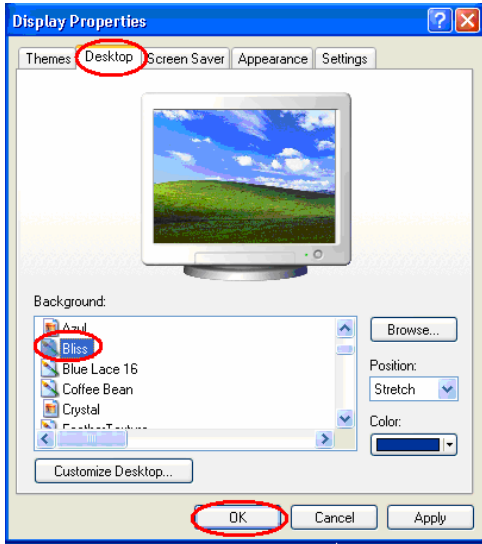 Display Properties
Themes Desktop Screen Saver Appearance Settings
Background:
Azul
Bliss
Blue Lace 16
Coffee Bean
Crystal
FeatherTexture
Browse...
Position:
Stretch
Color:
Customize Desktop...
OK Cancel Apply